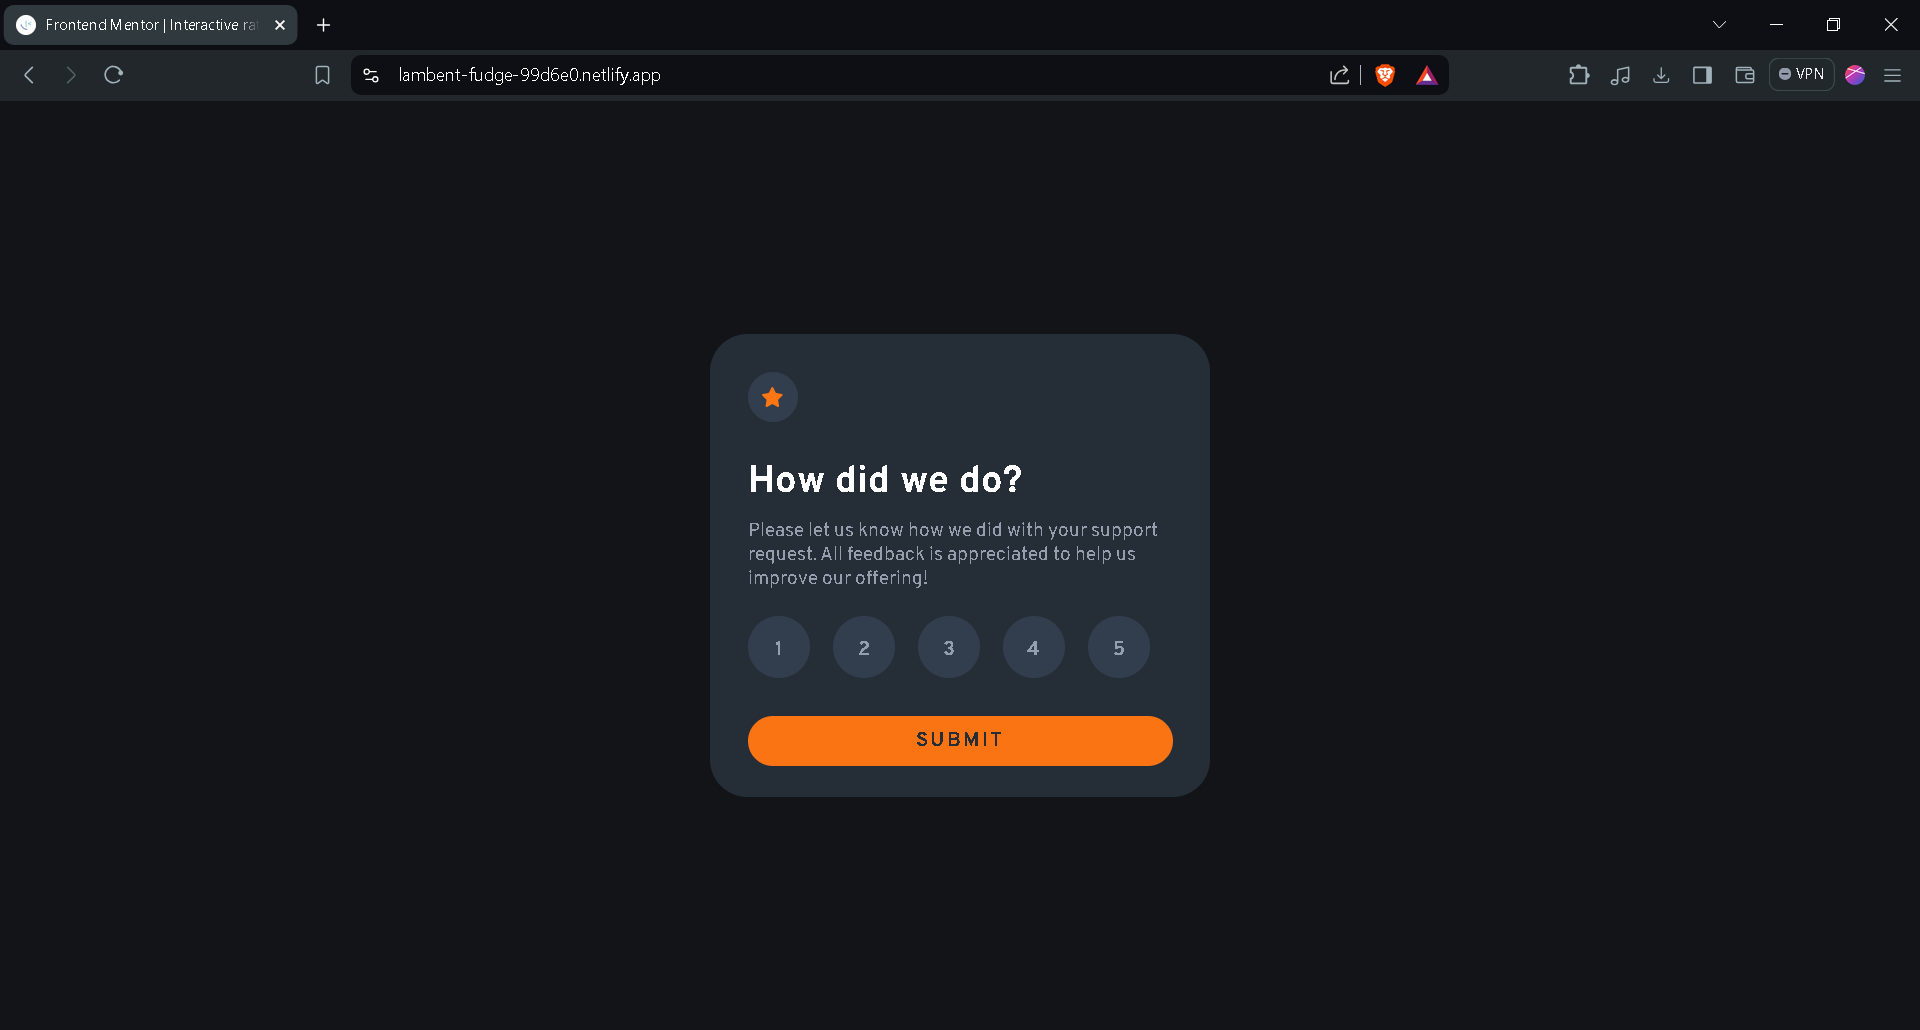 Frontend Mentor | Interactive ra
lambent-fudge-99d6e0.netlify.app
VPN
How did we do?
Please let us know how we did with your support
request. All feedback is appreciated to help us
improve our offering!
1 2 3 4 5
SUBMIT